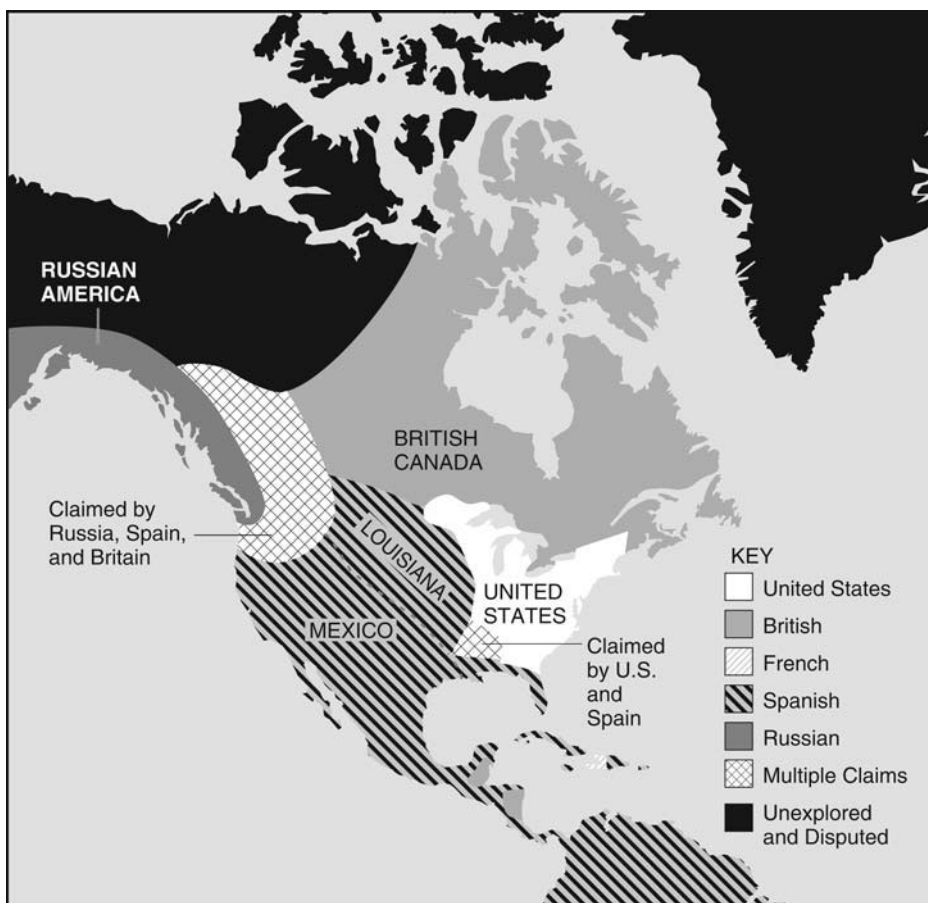 RUSSIAN
AMERICA
BRITISH
CANADA
Claimed by
Russia, Spain,
and Britain
LOUISIANA
MEXICO
UNITED
STATES
Claimed
by U.S.
and
Spain
KEY
United States
British
French
Spanish
Russian
Multiple Claims
Unexplored
and Disputed